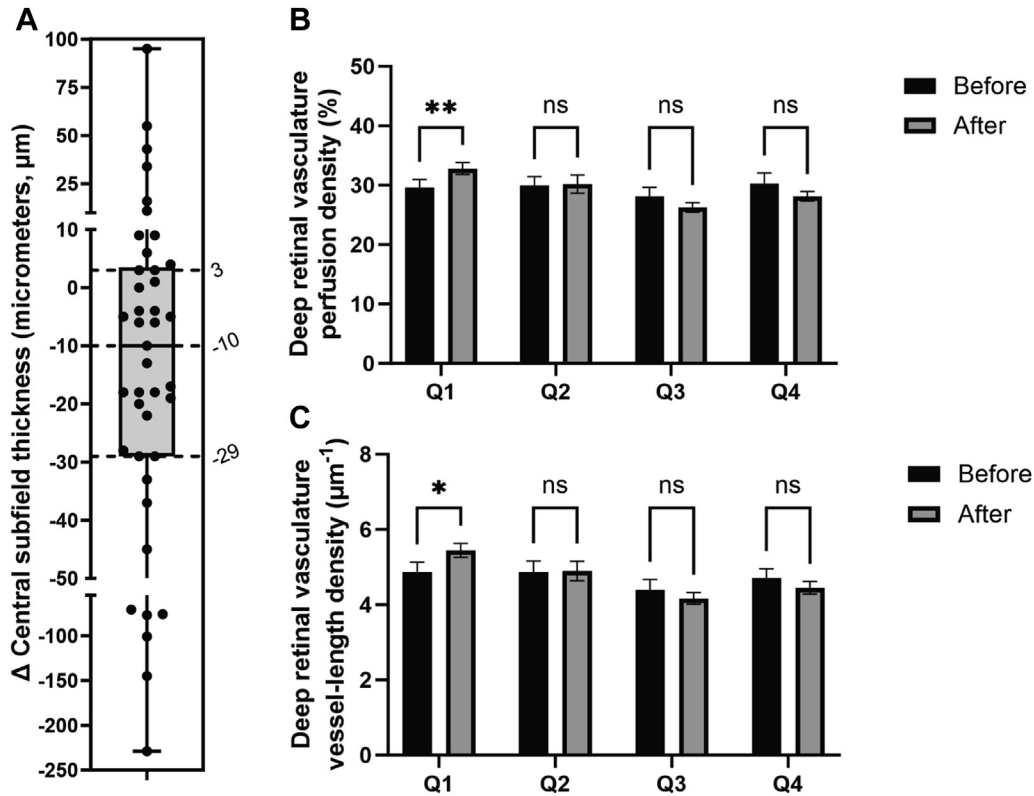 A
Δ Central subfield thickness (micrometers, µm)
100
75
50
25
10
0
-10
-20
-30
-40
-50
-100
-150
-200
-250
3
-10
-29
B
Deep retinal vasculature
perfusion density (%)
50
40
30
20
10
0
**
ns
ns
ns
Q1
Q2
Q3
Q4
Before
After
C
Deep retinal vasculature
vessel-length density (µm-1)
8
6
4
2
0
*
ns
ns
ns
Q1
Q2
Q3
Q4
Before
After